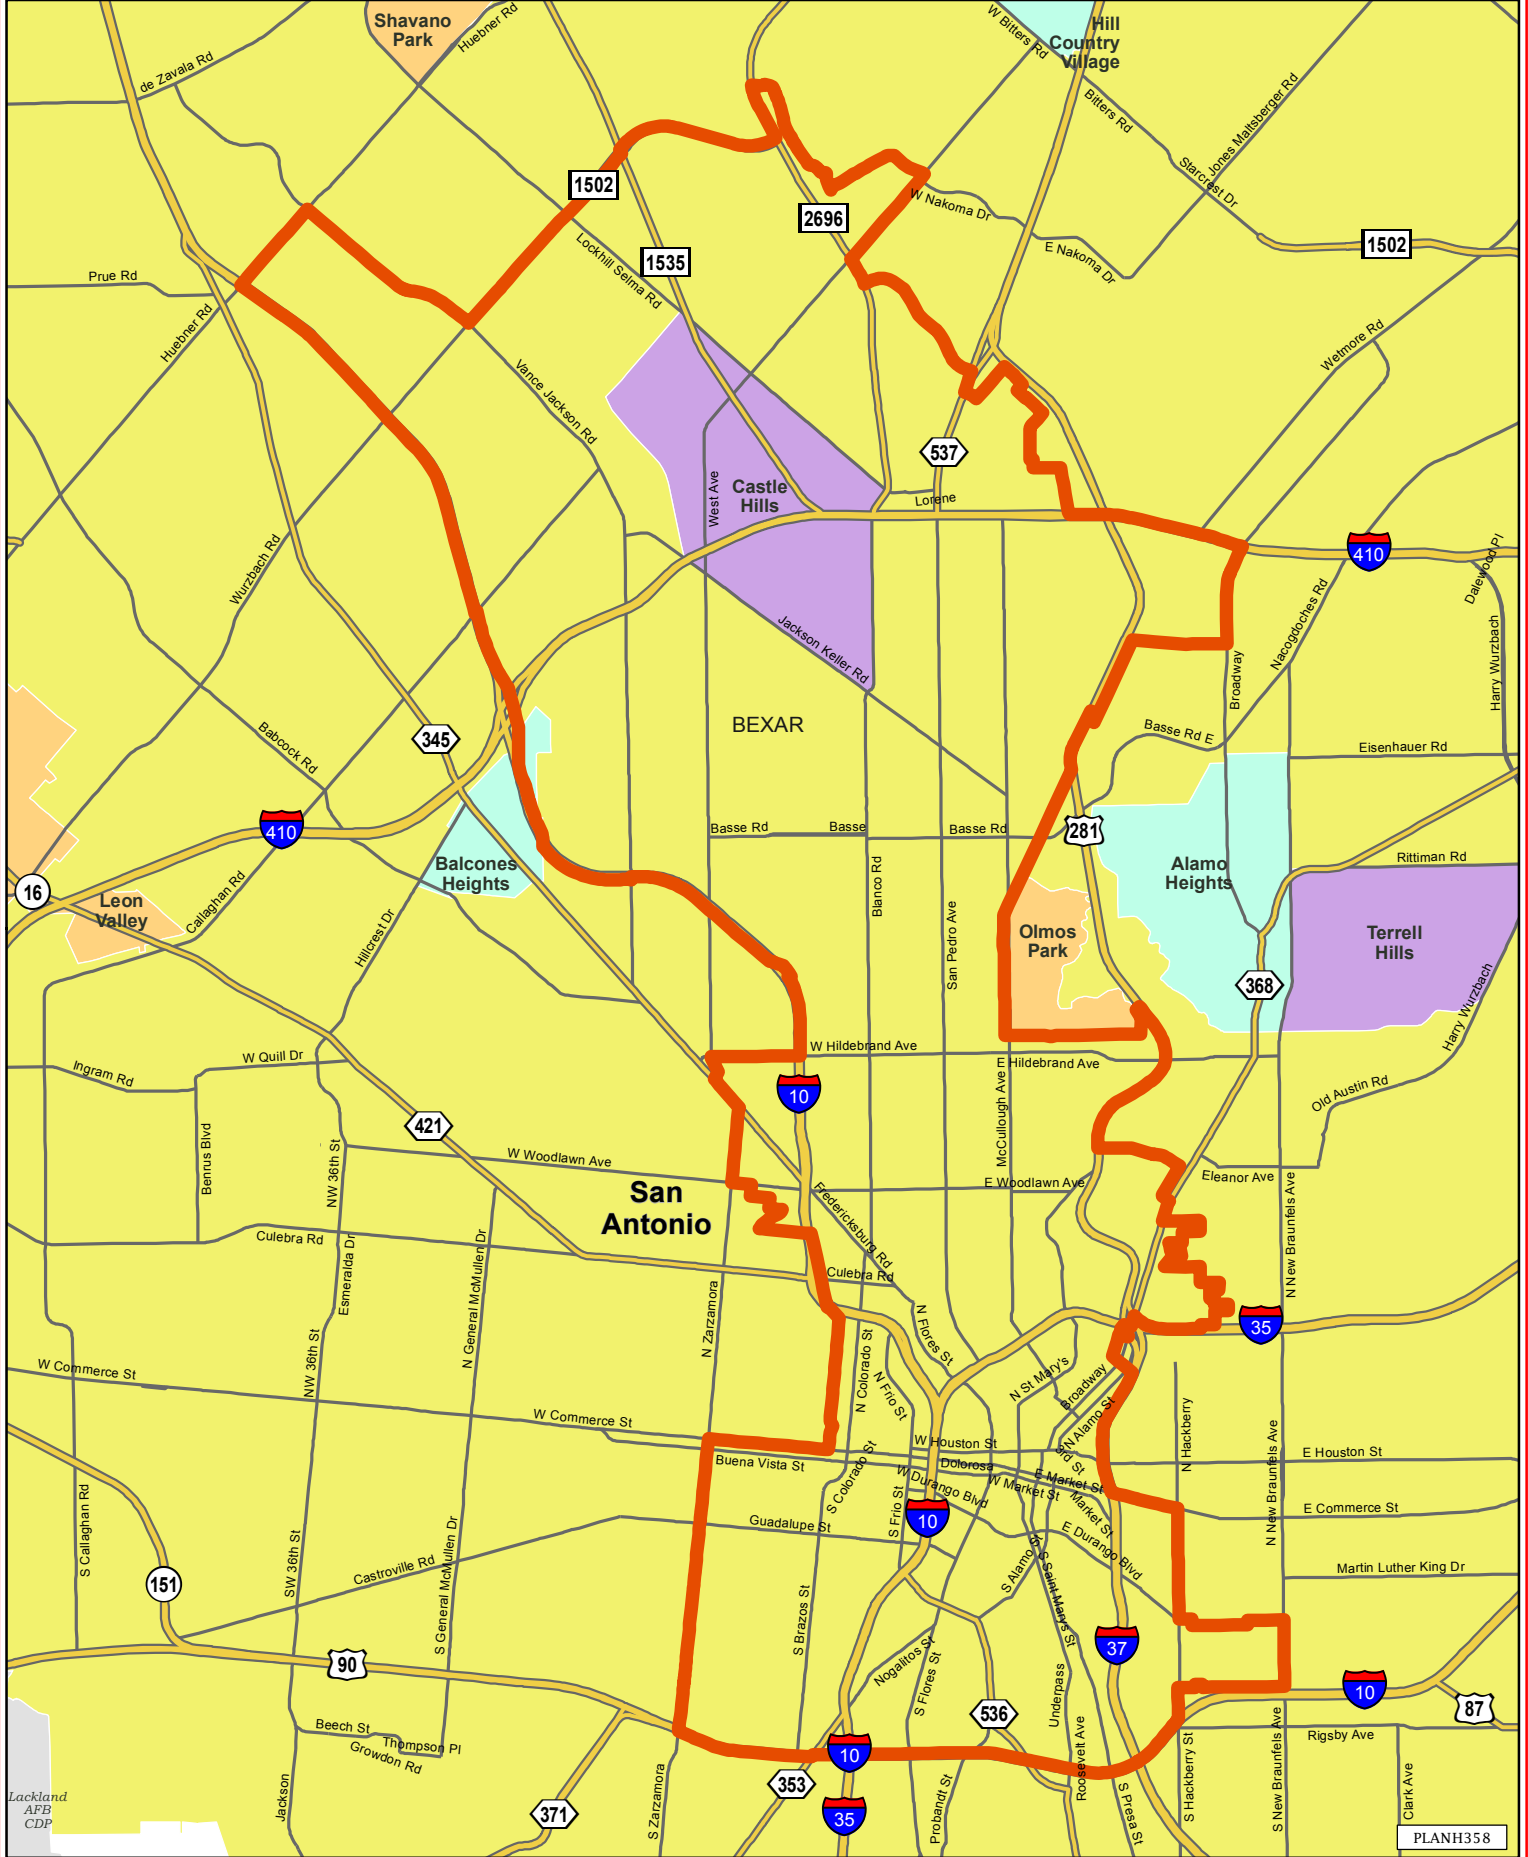 Shavano
Park
Huebner Rd
W Bitters Rd
Hill
Country
Village
de Zavala Rd
Bitters Rd
Jones Maltsberger Rd
Starcrest Dr
1502
2696
W Nakoma Dr
1535
Lockhill Selma Rd
E Nakoma Dr
1502
Prue Rd
Huebner Rd
Vance Jackson Rd
Wetmore Rd
537
Castle
Hills
West Ave
Lorene
410
Dalewood Pl
Wurzbach Rd
Nacogdoches Rd
Harry Wurzbach
Jackson Keller Rd
Broadway
BEXAR
345
Babcock Rd
Basse Rd E
Eisenhauer Rd
410
Basse Rd
Basse
Basse Rd
281
Balcones
Heights
Alamo
Heights
Rittiman Rd
16
Leon
Valley
Callaghan Rd
Blanco Rd
San Pedro Ave
Hillcrest Dr
Olmos
Park
Terrell
Hills
368
Harry Wurzbach
W Hildebrand Ave
E Hildebrand Ave
W Quill Dr
Ingram Rd
10
McCullough Ave
Old Austin Rd
421
Benrus Blvd
NW 36th St
W Woodlawn Ave
E Woodlawn Ave
Eleanor Ave
San
Antonio
Fredericksburg Rd
N New Braunfels Ave
Culebra Rd
Esmeralda Dr
N General McMullen Dr
Culebra Rd
N Zarzamora
N Flores St
35
NW 36th St
N Colorado St
N Frio St
W Commerce St
N St Mary's
Broadway
N Alamo St
3rd St
N Hackberry
W Commerce St
W Houston St
Buena Vista St
Dolorosa
E Houston St
N New Braunfels Ave
W Durango Blvd
W Market St
E Market St
Market St
S Colorado St
S Callaghan Rd
S Frio St
10
E Commerce St
Guadalupe St
E Durango Blvd
SW 36th St
S General McMullen Dr
Castroville Rd
S Alamo St
S Saint Marys St
151
Martin Luther King Dr
S Brazos St
90
Nogalitos St
S Flores St
37
Underpass
10
87
536
Beech St
Thompson Pl
Growdon Rd
Roosevelt Ave
Rigsby Ave
10
353
S Zarzamora
Probandt St
S Presa St
S Hackberry St
S New Braunfels Ave
Clark Ave
Lackland
AFB
CDP
Jackson
371
35
PLANH358